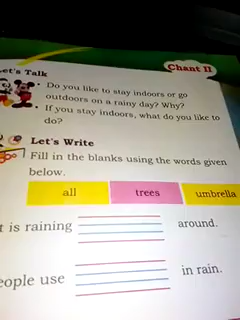 Let's Talk
Chant II
Do you like to stay indoors or go
outdoors on a rainy day? Why?
If you stay indoors, what do you like to
do?
Let's Write
Fill in the blanks using the words given
below.
all trees umbrella
t is raining around.
eople use in rain.